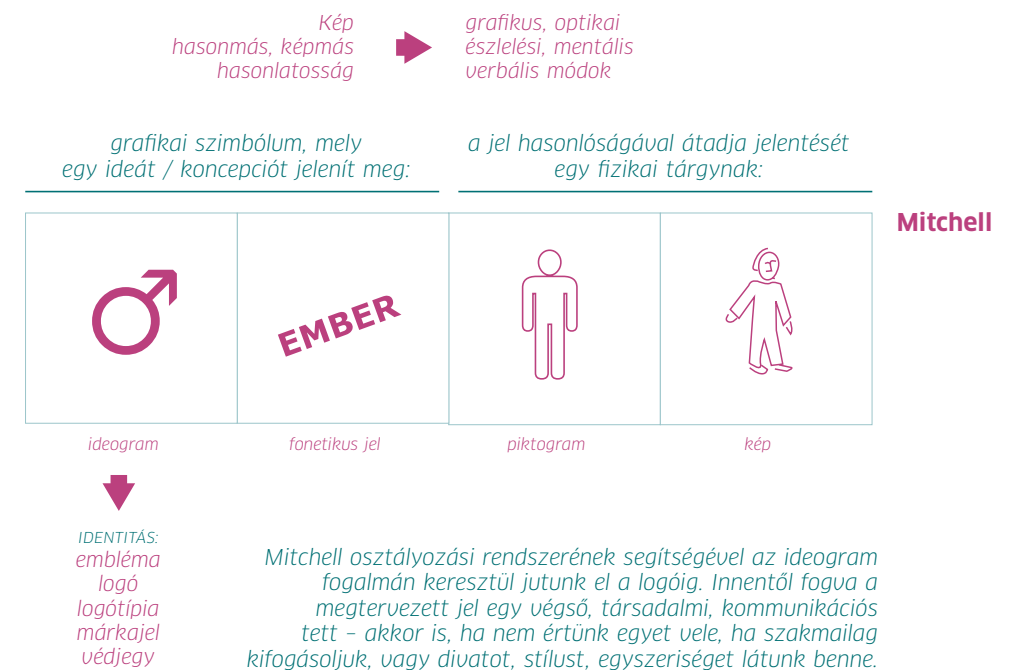 Kép
hasonmás, képmás
hasonlatosság
grafikus, optikai
észlelési, mentális
verbális módok
grafikai szimbólum, mely
egy ideát / koncepciót jelenít meg:
a jel hasonlóságával átadja jelentését
egy fizikai tárgynak:
Mitchell
EMBER
ideogram
fonetikus jel
piktogram
kép
IDENTITÁS:
embléma
logó
logótípia
márkajel
védjegy
Mitchell osztályozási rendszerének segítségével az ideogram
fogalmán keresztül jutunk el a logóig. Innentől fogva a
megtervezett jel egy végső, társadalmi, kommunikációs
tett – akkor is, ha nem értünk egyet vele, ha szakmailag
kifogásoljuk, vagy divatot, stílust, egyszeriséget látunk benne.